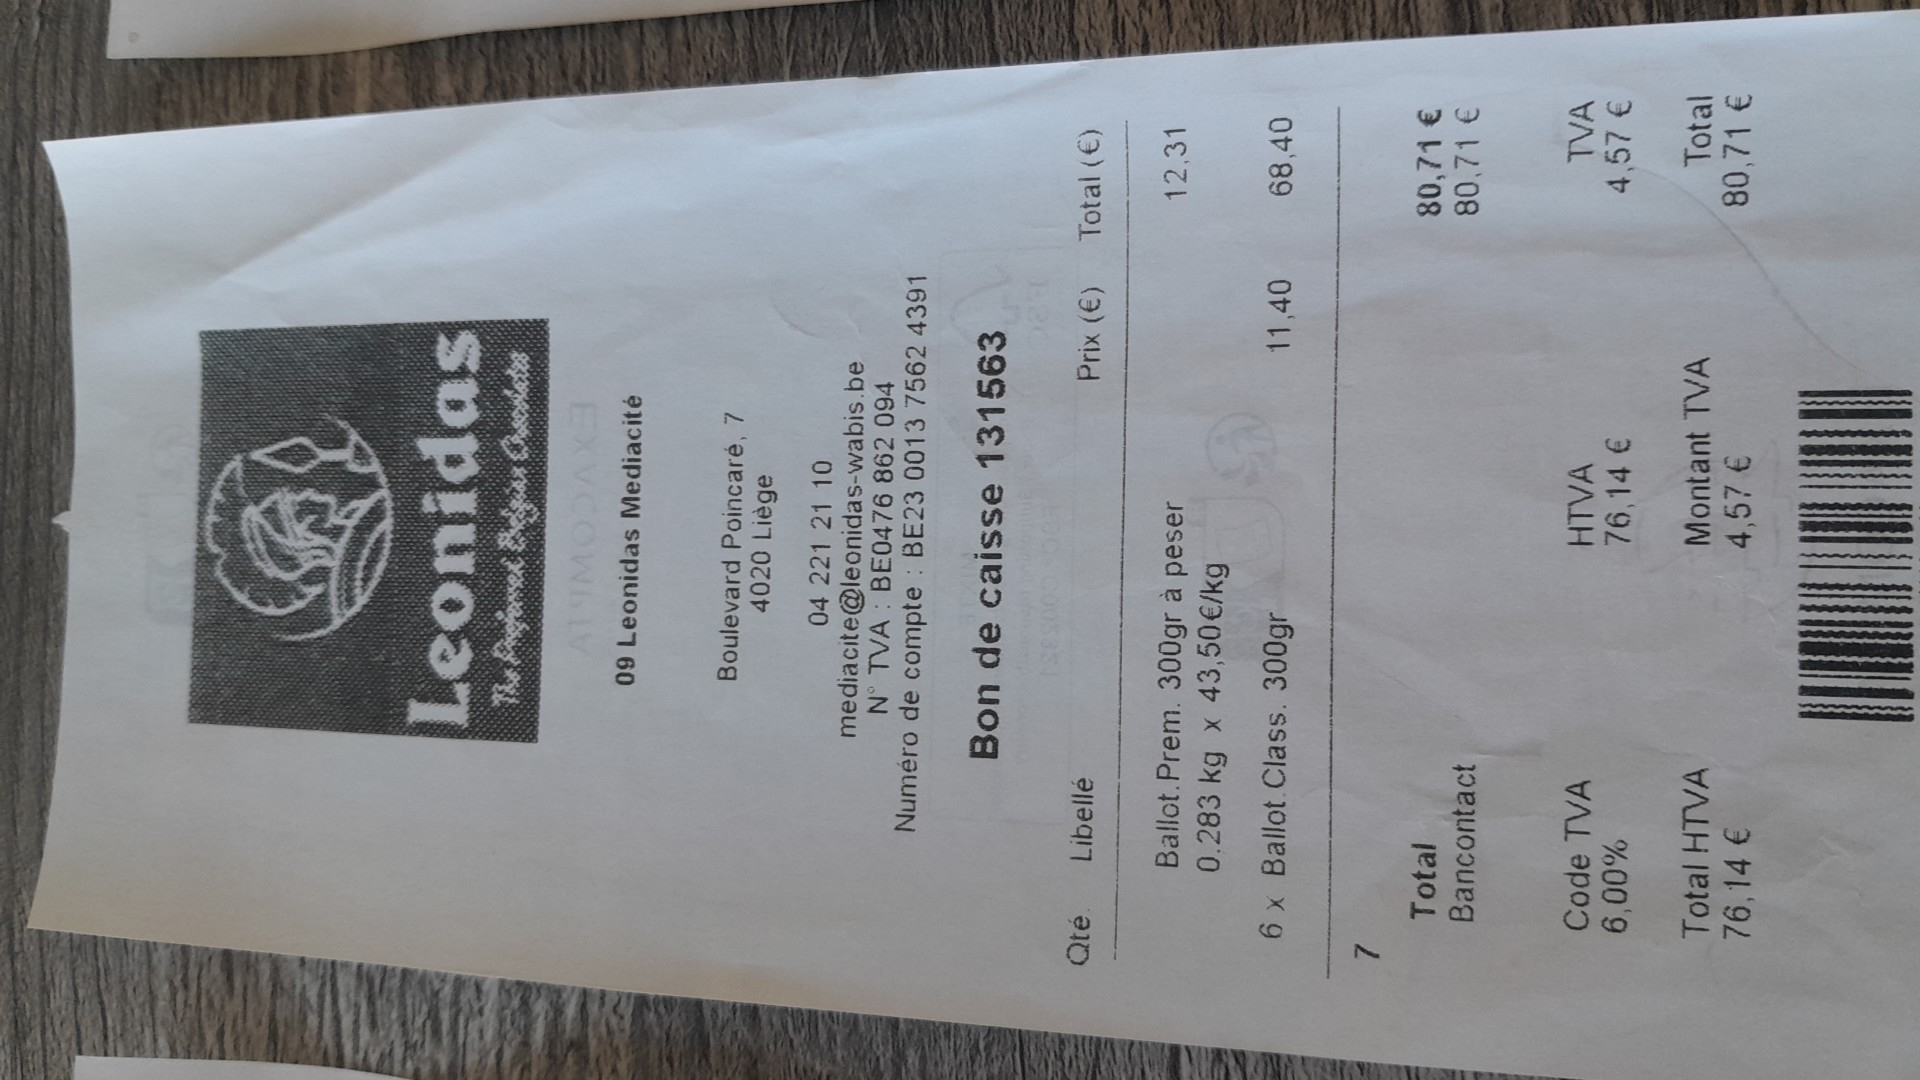 Leonidas
09 Leonidas Mediacité
Boulevard Poincaré, 7
4020 Liège
04 221 21 10
mediacite@leonidas-wabis.be
N° TVA : BE0476 862 094
Numéro de compte : BE23 0013 7562 4391
Bon de caisse 131563
Qté. Libellé Prix (€) Total (€)
Ballot.Prem. 300gr à peser 12,31
0.283 kg x 43,50€/kg
6 x Ballot.Class. 300gr 11,40 68,40
7
Total 80,71 €
Bancontact 80,71 €
Code TVA HTVA TVA
6,00% 76,14 € 4,57 €
Total HTVA Montant TVA Total
76,14 € 4,57 € 80,71 €
EXACOMPTA